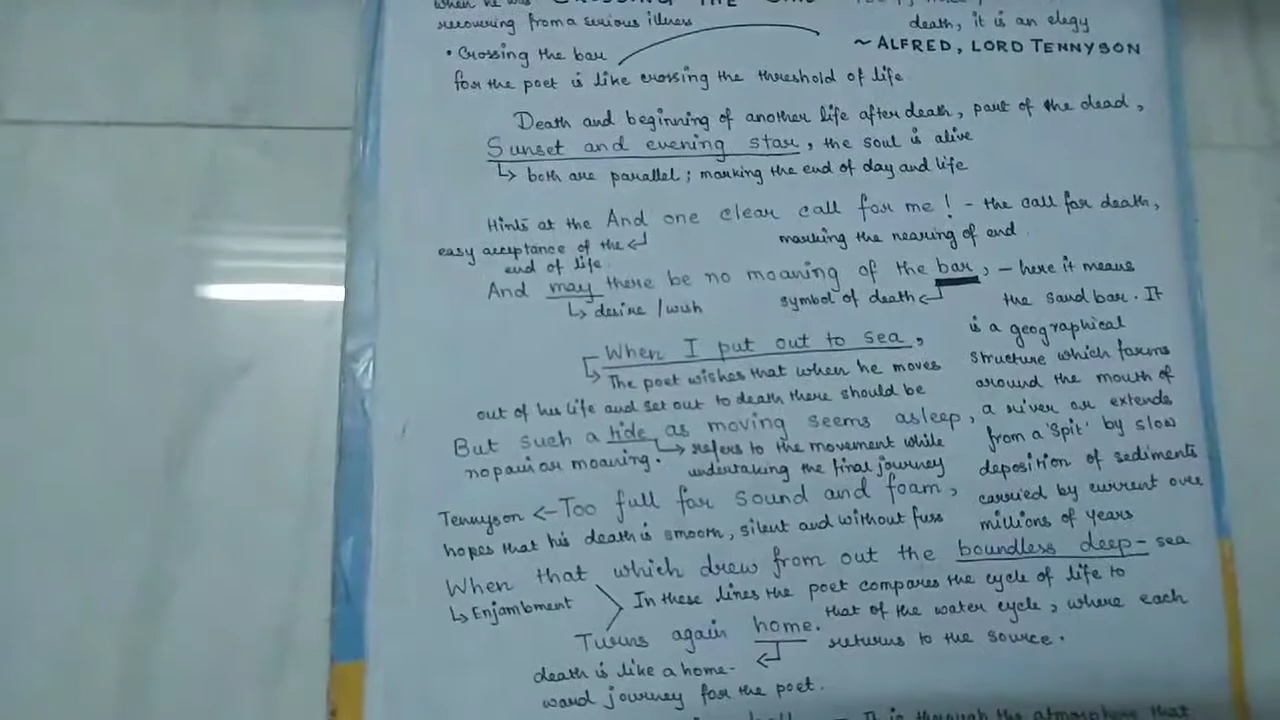 when he was CROSSING THE BAR
recovering from a serious illness death, it is an elegy
• Crossing the bar ~ ALFRED, LORD TENNYSON
for the poet is like crossing the threshold of life
Death and beginning of another life after death, part of the dead,
Sunset and evening star, the soul is alive
↳ both are parallel; marking the end of day and life
Hints at the And one clear call for me! - the call for death,
easy acceptance of the ↲ marking the nearing of end
end of life
And may there be no moaning of the bar, – here it means
↳ desire / wish symbol of death ↲ the sand bar. It
is a geographical
When I put out to sea, structure which forms
↳ The poet wishes that when he moves around the mouth of
out of his life and set out to death there should be
But such a tide as moving seems asleep, a river or extends
no pain or moaning. ↳ refers to the movement while from a 'spit' by slow
undertaking the final journey deposition of sediments
Tennyson ← Too full for sound and foam, carried by current over
hopes that his death is smooth, silent and without fuss millions of years
When that which drew from out the boundless deep - sea
↳ Enjambment In these lines the poet compares the cycle of life to
that of the water cycle, where each
Turns again home. returns to the source.
death is like a home-
ward journey for the poet.
It is through the atmosphere that